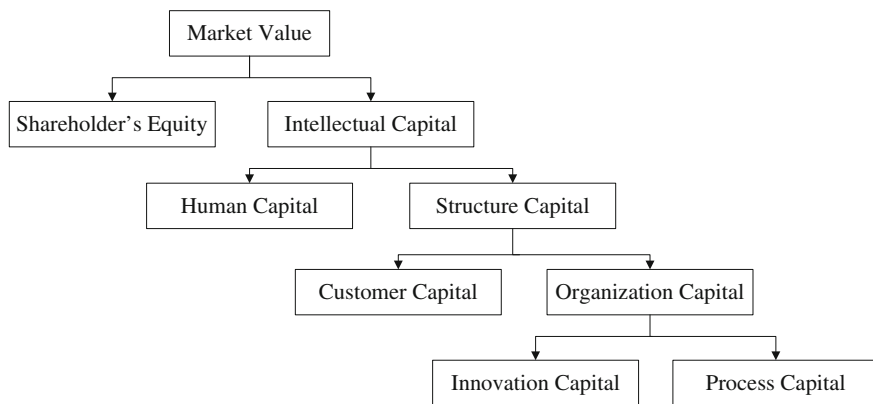 Market Value
Shareholder’s Equity
Intellectual Capital
Human Capital
Structure Capital
Customer Capital
Organization Capital
Innovation Capital
Process Capital